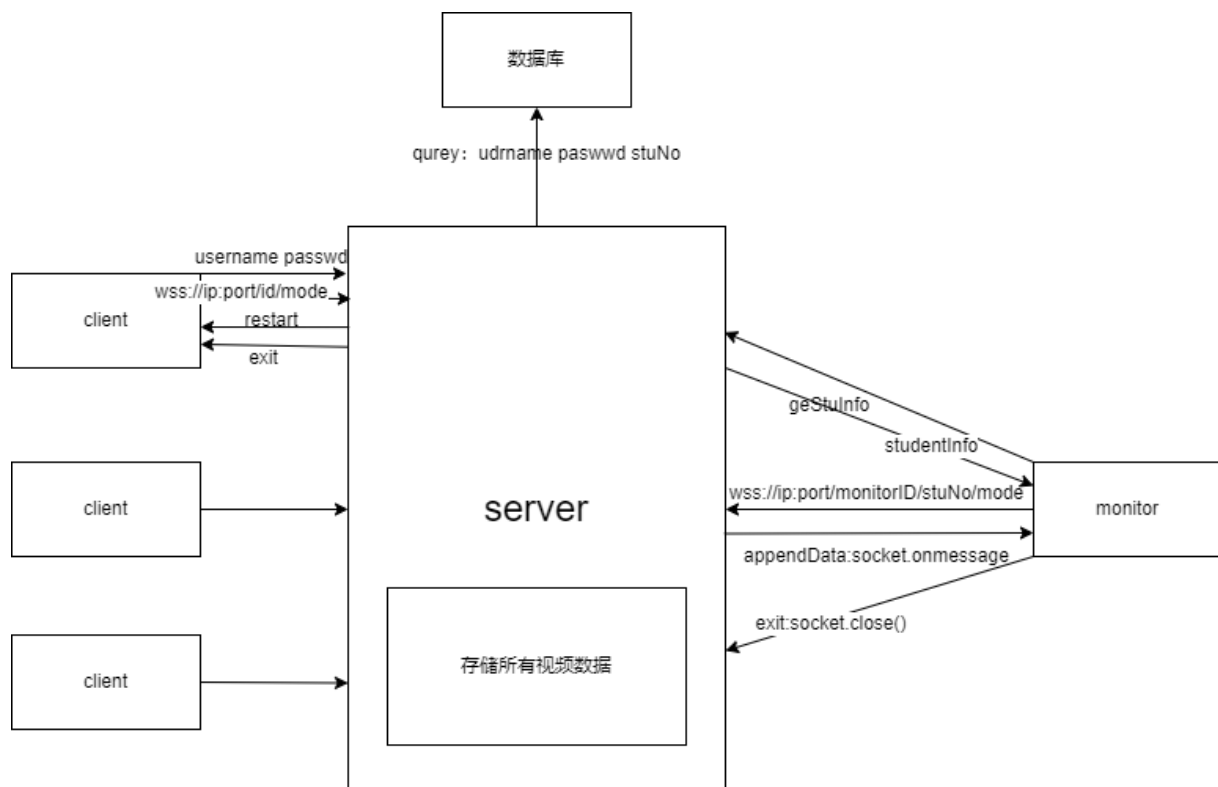 数据库
qurey：udrname paswwd stuNo
username passwd
wss://ip:port/id/mode
client
restart
exit
geStuInfo
studentInfo
client
server
wss://ip:port/monitorID/stuNo/mode
monitor
appendData:socket.onmessage
exit:socket.close()
client
存储所有视频数据